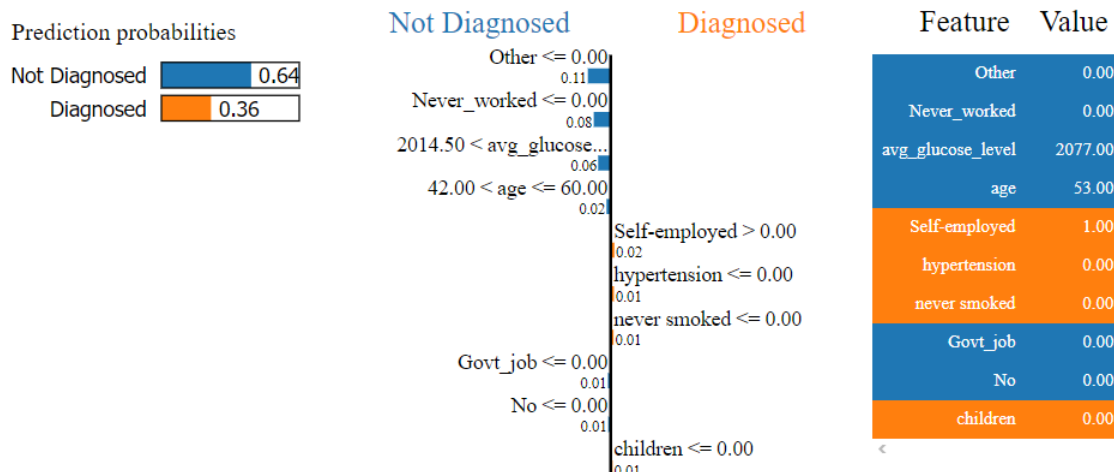 Prediction probabilities
Not Diagnosed 0.64
Diagnosed 0.36
Not Diagnosed Diagnosed
Other <= 0.00
0.11
Never_worked <= 0.00
0.08
2014.50 < avg_glucose...
0.06
42.00 < age <= 60.00
0.02
Self-employed > 0.00
0.02
hypertension <= 0.00
0.01
never smoked <= 0.00
0.01
Govt_job <= 0.00
0.01
No <= 0.00
0.01
children <= 0.00
0.01
Feature Value
Other 0.00
Never_worked 0.00
avg_glucose_level 2077.00
age 53.00
Self-employed 1.00
hypertension 0.00
never smoked 0.00
Govt_job 0.00
No 0.00
children 0.00